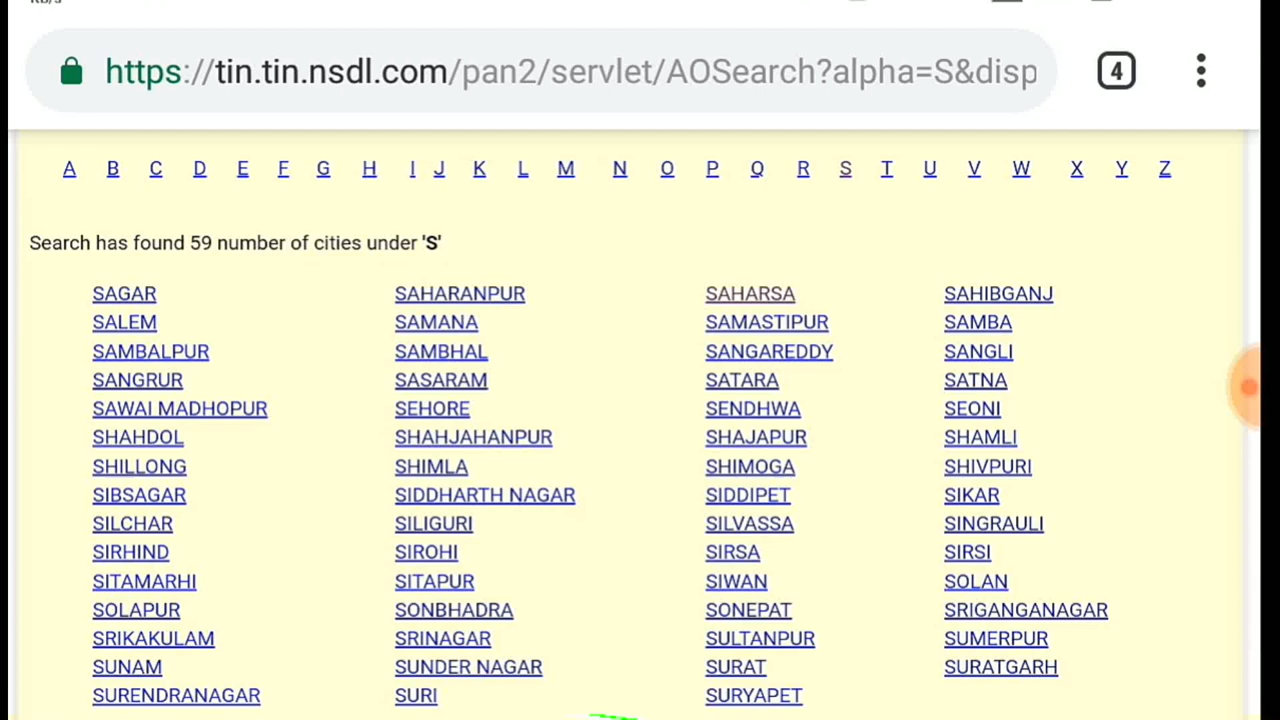 https://tin.tin.nsdl.com/pan2/servlet/AOSearch?alpha=S&disp 4
A B C D E F G H I J K L M N O P Q R S T U V W X Y Z
Search has found 59 number of cities under 'S'
SAGAR SAHARANPUR SAHARSA SAHIBGANJ
SALEM SAMANA SAMASTIPUR SAMBA
SAMBALPUR SAMBHAL SANGAREDDY SANGLI
SANGRUR SASARAM SATARA SATNA
SAWAI MADHOPUR SEHORE SENDHWA SEONI
SHAHDOL SHAHJAHANPUR SHAJAPUR SHAMLI
SHILLONG SHIMLA SHIMOGA SHIVPURI
SIBSAGAR SIDDHARTH NAGAR SIDDIPET SIKAR
SILCHAR SILIGURI SILVASSA SINGRAULI
SIRHIND SIROHI SIRSA SIRSI
SITAMARHI SITAPUR SIWAN SOLAN
SOLAPUR SONBHADRA SONEPAT SRIGANGANAGAR
SRIKAKULAM SRINAGAR SULTANPUR SUMERPUR
SUNAM SUNDER NAGAR SURAT SURATGARH
SURENDRANAGAR SURI SURYAPET